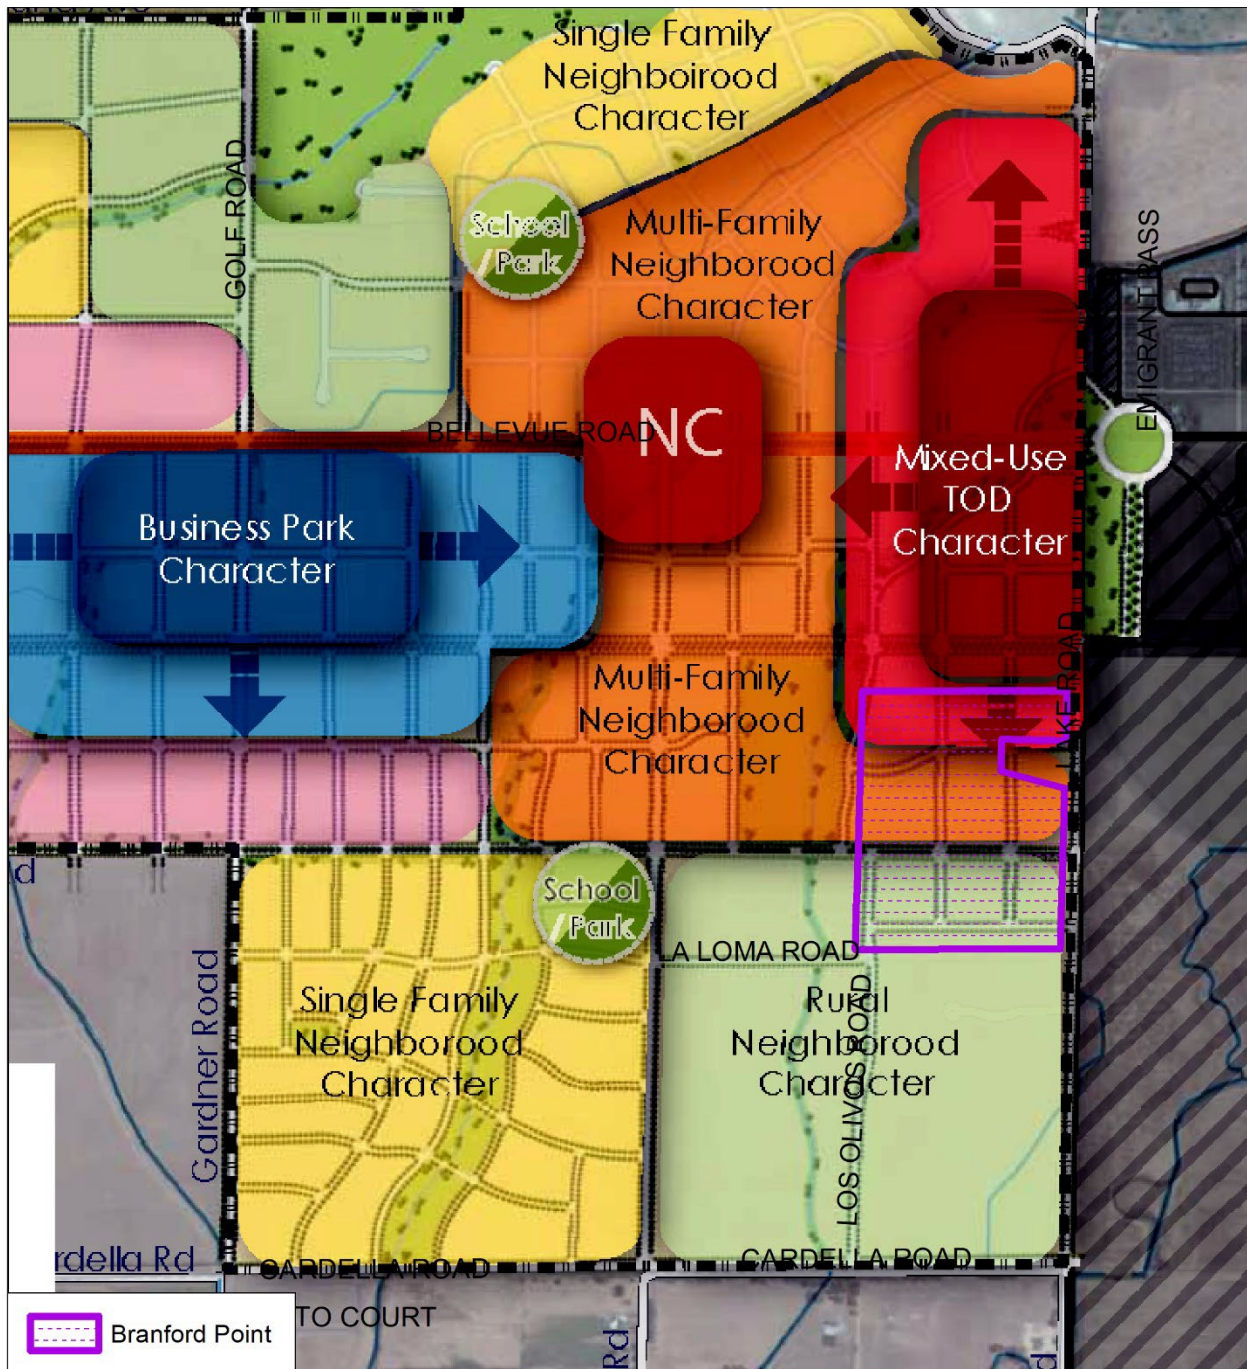 Single Family
Neighboirood
Character
GOLF ROAD
School
/Park
Multi-Family
Neighborood
Character
EMIGRANT PASS
BELLEVUE ROAD
NC
Mixed-Use
TOD
Character
Business Park
Character
LAKE ROAD
Multi-Family
Neighborood
Character
d
School
/Park
LA LOMA ROAD
Gardner Road
Single Family
Neighborood
Character
Rural
Neighborood
Character
LOS OLIVOS ROAD
rdella Rd
CARDELLA ROAD
CARDELLA ROAD
TO COURT
Rd
d
Branford Point